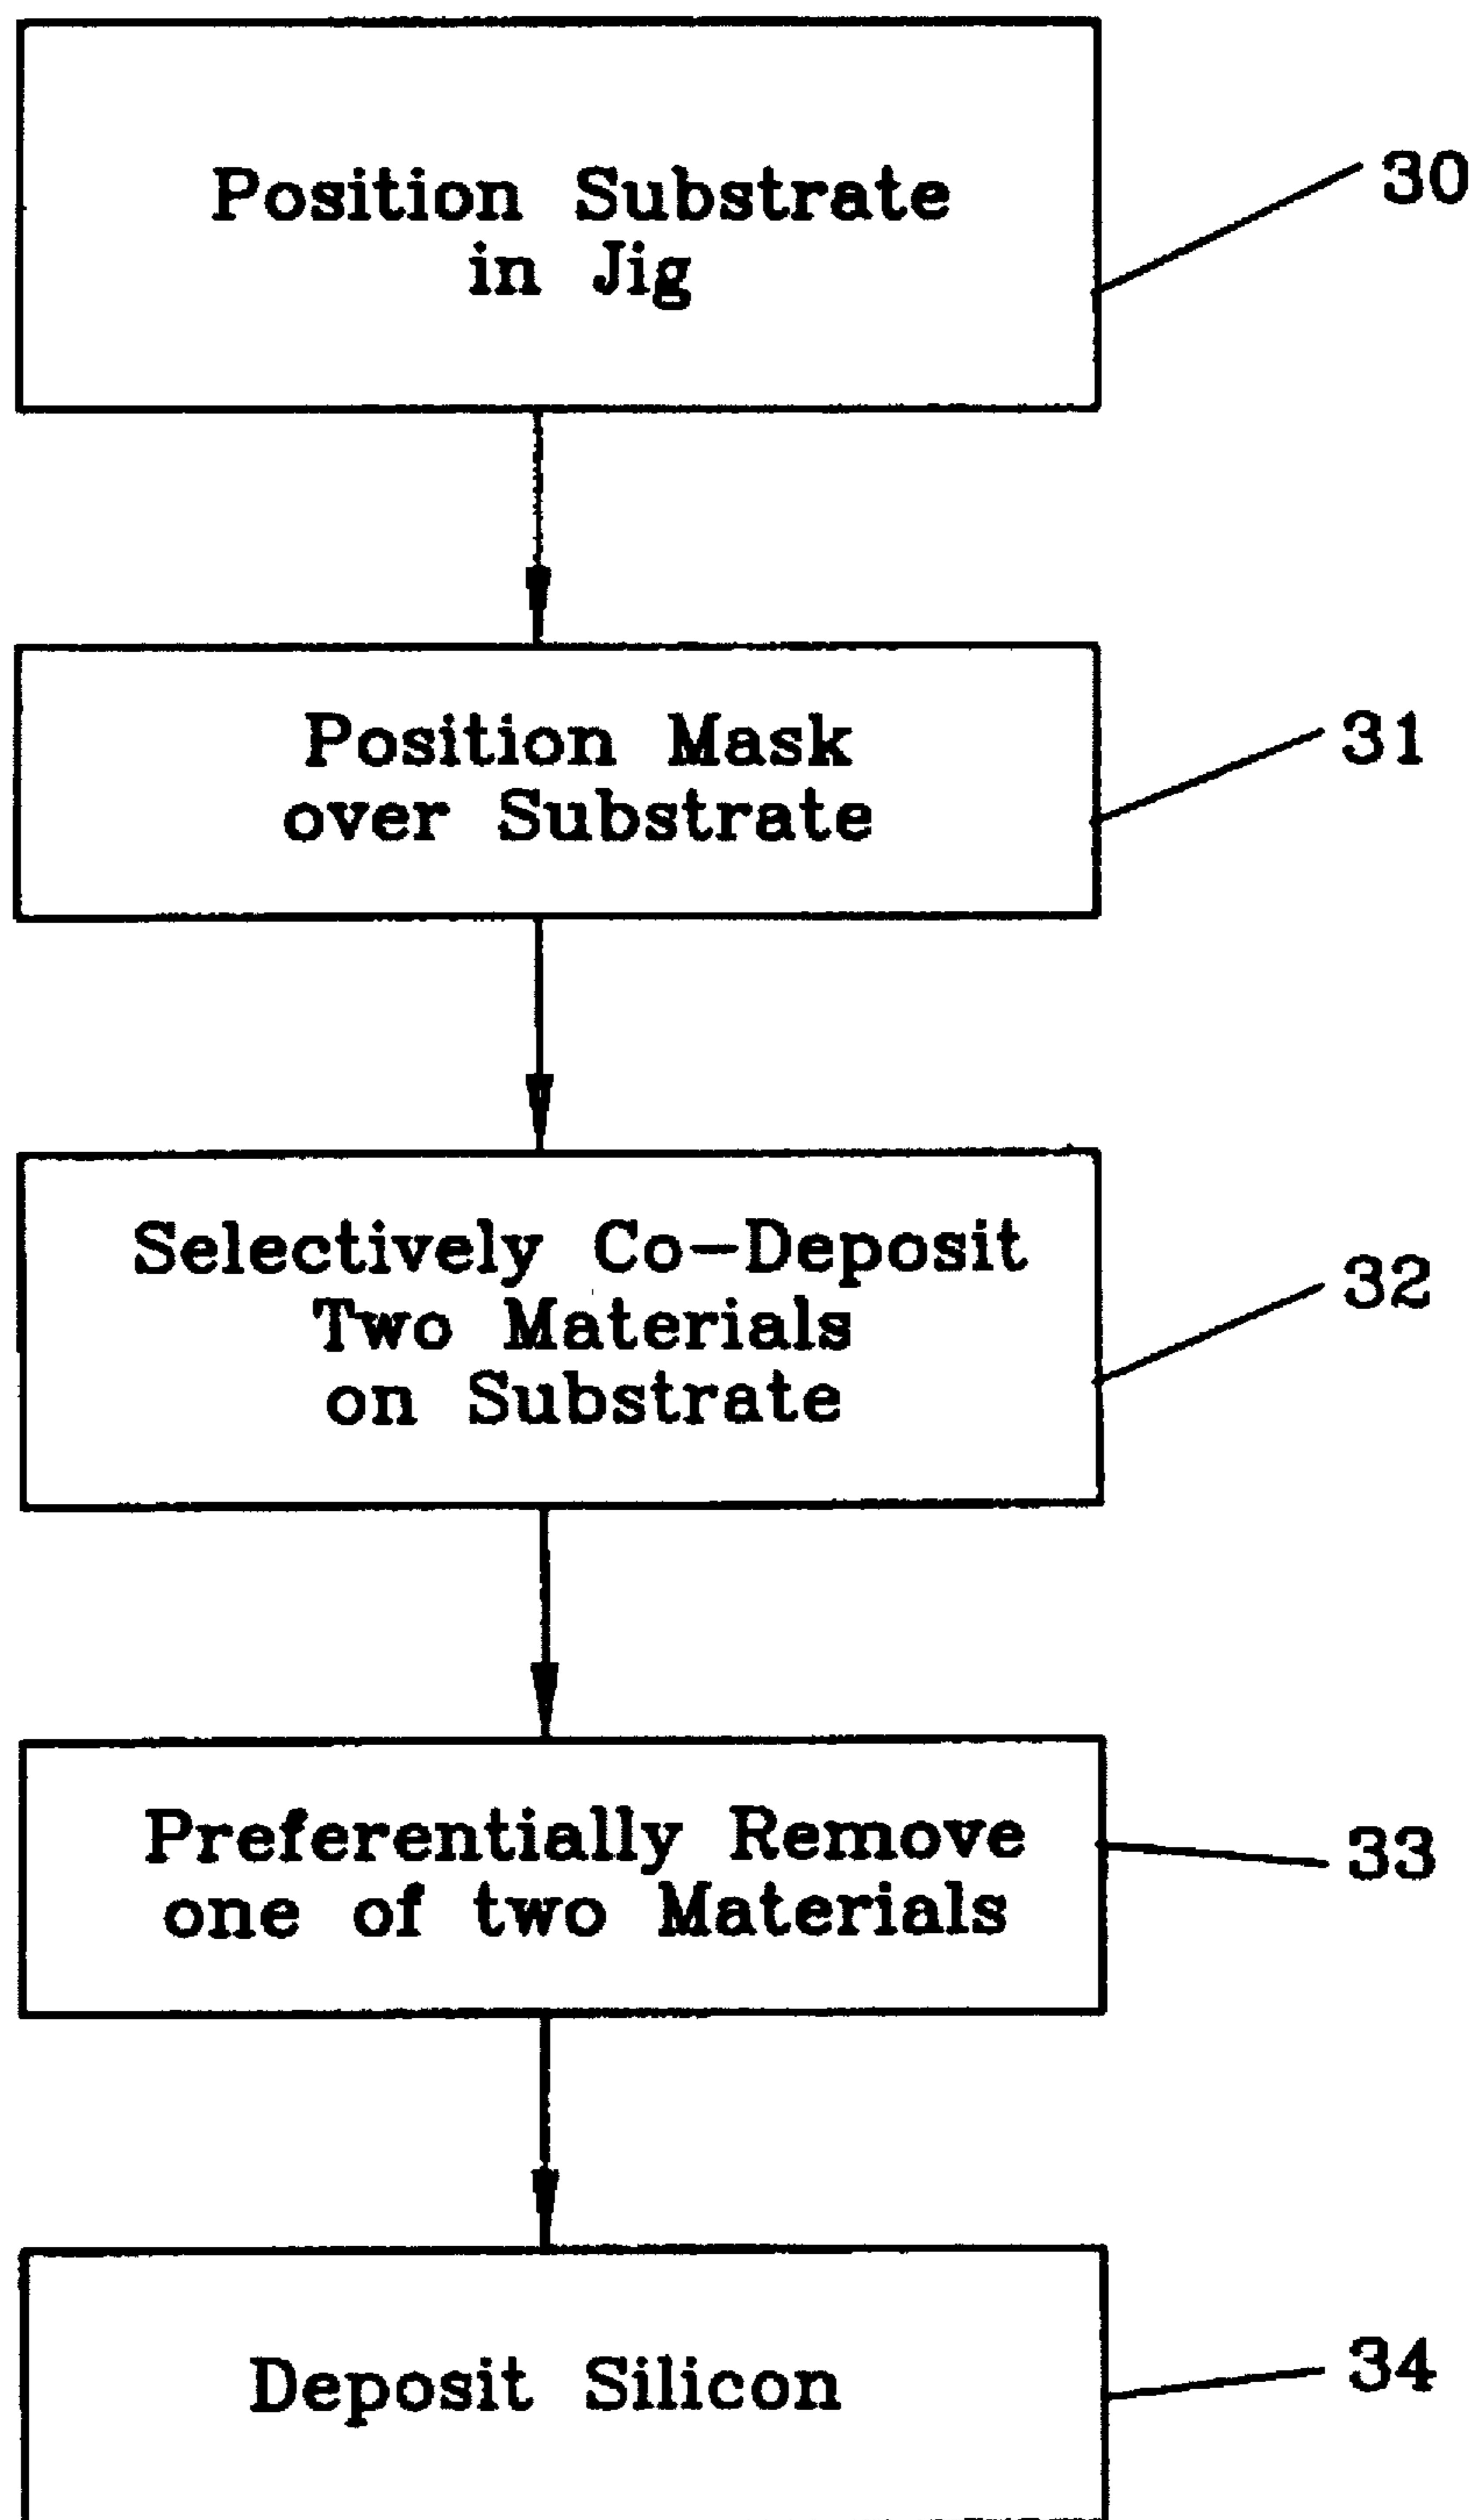 Position Substrate
in Jig
30
Position Mask
over Substrate
31
Selectively Co-Deposit
Two Materials
on Substrate
32
Preferentially Remove
one of two Materials
33
Deposit Silicon
34